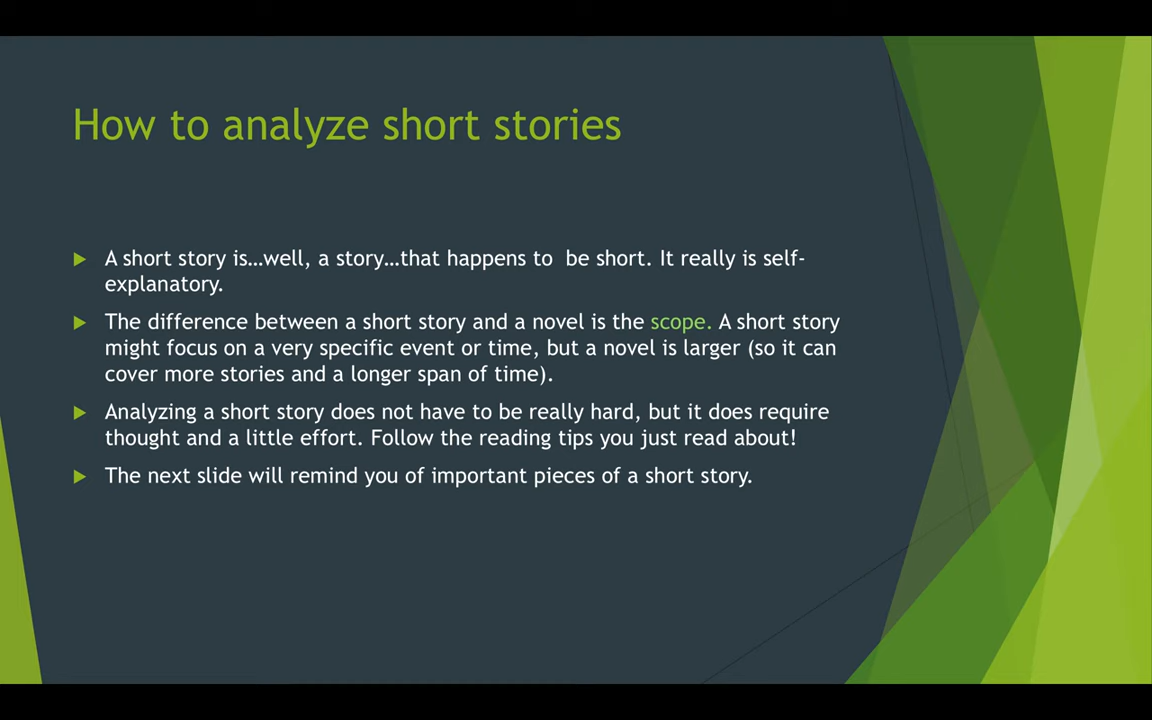 How to analyze short stories
A short story is…well, a story…that happens to  be short. It really is self-
explanatory.
The difference between a short story and a novel is the scope. A short story
might focus on a very specific event or time, but a novel is larger (so it can
cover more stories and a longer span of time).
Analyzing a short story does not have to be really hard, but it does require
thought and a little effort. Follow the reading tips you just read about!
The next slide will remind you of important pieces of a short story.